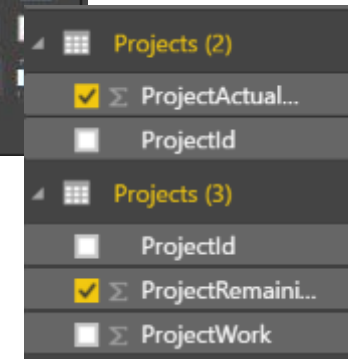 Projects (2)
Σ ProjectActual...
ProjectId
Projects (3)
ProjectId
Σ ProjectRemaini...
Σ ProjectWork